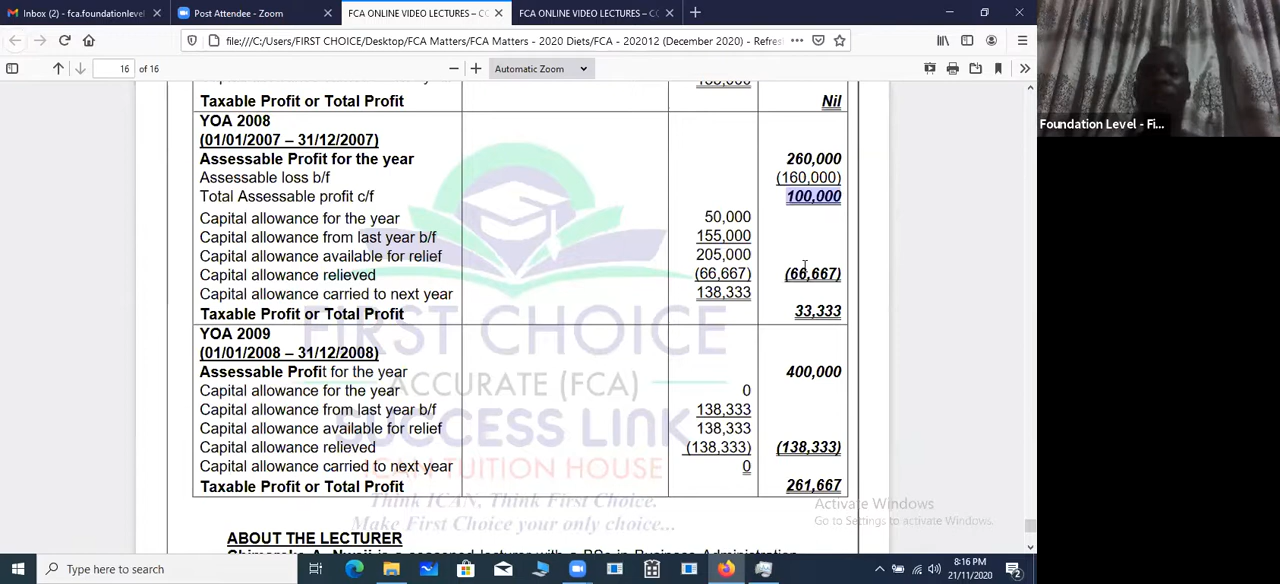 Inbox (2) - fca.foundationlevel
Post Attendee - Zoom
FCA ONLINE VIDEO LECTURES – CO
FCA ONLINE VIDEO LECTURES – CO
file:///C:/Users/FIRST CHOICE/Desktop/FCA Matters/FCA Matters - 2020 Diets/FCA - 202012 (December 2020) - Refres
16 of 16
Automatic Zoom
Foundation Level - Fi...
Taxable Profit or Total Profit Nil
YOA 2008
(01/01/2007 – 31/12/2007)
Assessable Profit for the year 260,000
Assessable loss b/f (160,000)
Total Assessable profit c/f 100,000
Capital allowance for the year 50,000
Capital allowance from last year b/f 155,000
Capital allowance available for relief 205,000
Capital allowance relieved (66,667) (66,667)
Capital allowance carried to next year 138,333
Taxable Profit or Total Profit 33,333
FIRST CHOICE
YOA 2009
(01/01/2008 – 31/12/2008)
Assessable Profit for the year 400,000
ACCURATE (FCA)
Capital allowance for the year 0
Capital allowance from last year b/f 138,333
SUCCESS LINK
Capital allowance available for relief 138,333
Capital allowance relieved (138,333) (138,333)
Capital allowance carried to next year 0
TUITION HOUSE
Taxable Profit or Total Profit 261,667
Think ICAN, Think First Choice.
Make First Choice your only choice...
Activate Windows
Go to Settings to activate Windows.
ABOUT THE LECTURER
Type here to search
8:16 PM
21/11/2020
2